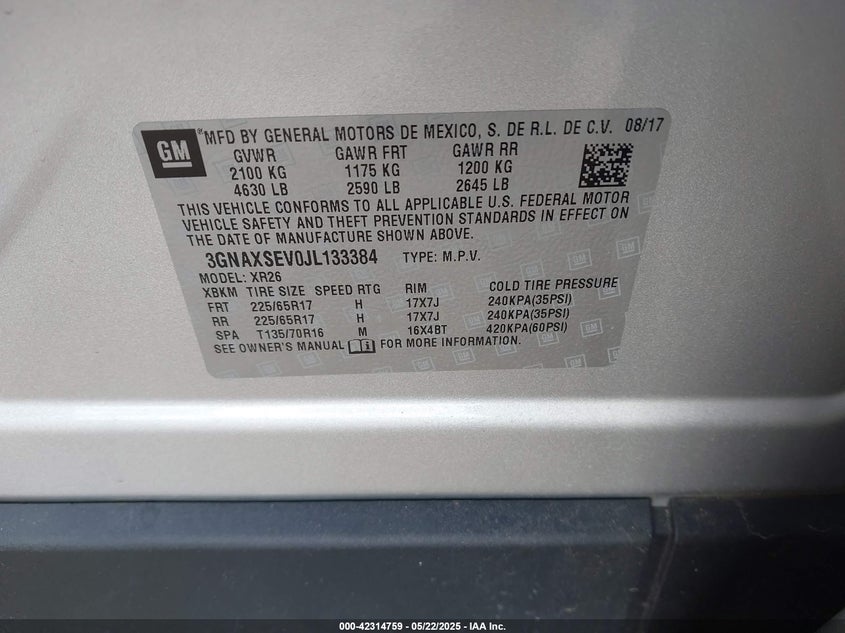 GM ® MFD BY GENERAL MOTORS DE MEXICO, S. DE R.L. DE C.V. 08/17
GVWR GAWR FRT GAWR RR
2100 KG 1175 KG 1200 KG
4630 LB 2590 LB 2645 LB
THIS VEHICLE CONFORMS TO ALL APPLICABLE U.S. FEDERAL MOTOR
VEHICLE SAFETY AND THEFT PREVENTION STANDARDS IN EFFECT ON
THE DATE OF MANUFACTURE SHOWN ABOVE.
3GNAXSEV0JL133384 TYPE: M.P.V.
MODEL: XR26
XBKM TIRE SIZE SPEED RTG RIM COLD TIRE PRESSURE
FRT 225/65R17 H 17X7J 240KPA(35PSI)
RR 225/65R17 H 17X7J 240KPA(35PSI)
SPA T135/70R16 M 16X4BT 420KPA(60PSI)
SEE OWNER'S MANUAL FOR MORE INFORMATION.
000-42314759 - 05/22/2025 - IAA Inc.